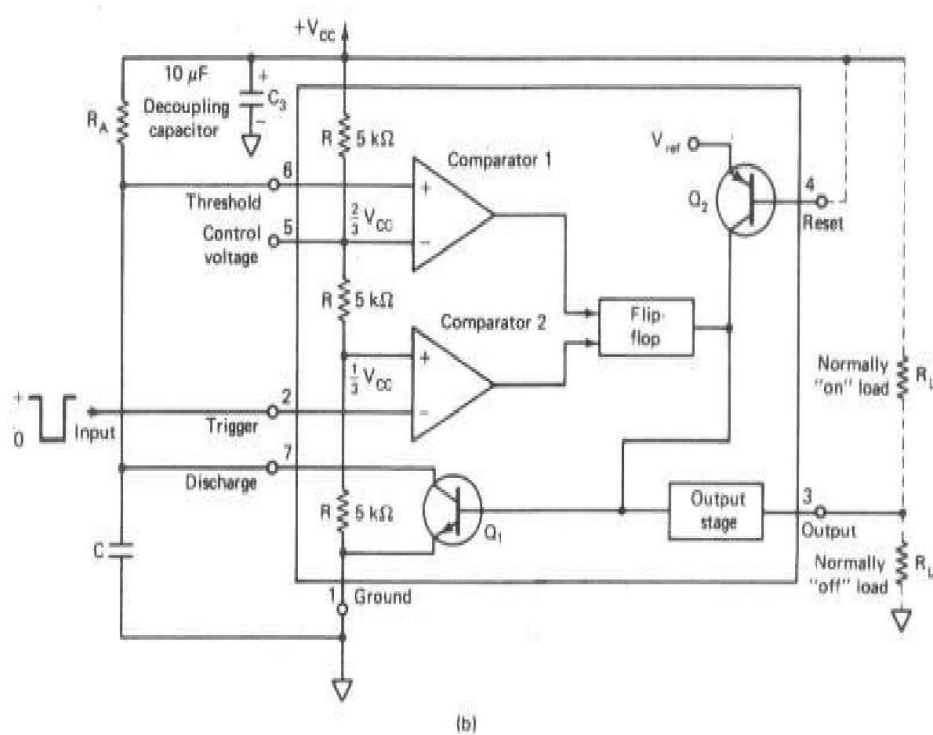 +V_CC
10 µF
Decoupling
capacitor
+
C_3
−
R_A
R 5 kΩ
Comparator 1
V_ref
Q_2
4
Reset
6
Threshold
+
Control
voltage
5
2/3 V_CC
−
R 5 kΩ
Comparator 2
Flip-
flop
+
1/3 V_CC
Normally
"on" load
R_L
+
0
Input
2
Trigger
−
7
Discharge
R 5 kΩ
Q_1
Output
stage
3
Output
C
Normally
"off" load
R_L
1
Ground
(b)